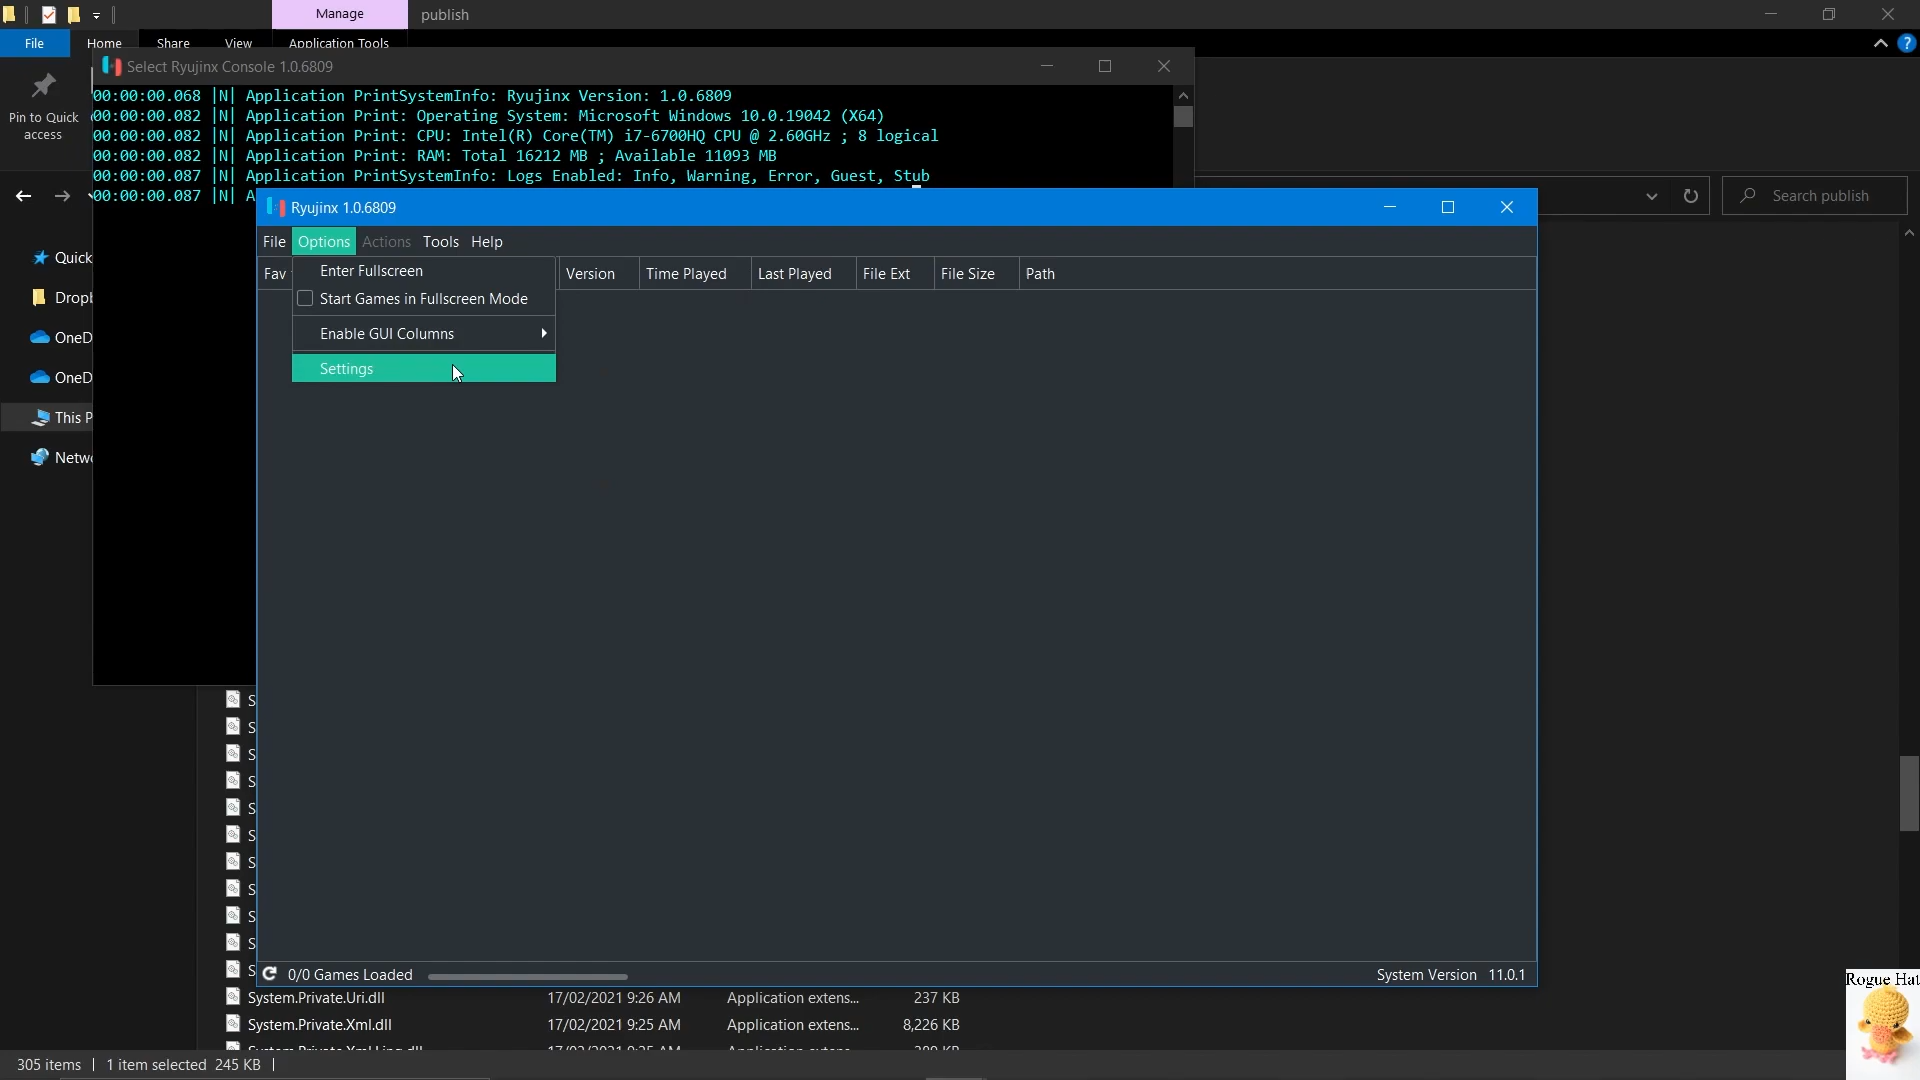 Manage
publish
File
Home
Share
View
Application Tools
Select Ryujinx Console 1.0.6809
Pin to Quick
access
00:00:00.068 |N| Application PrintSystemInfo: Ryujinx Version: 1.0.6809
00:00:00.082 |N| Application Print: Operating System: Microsoft Windows 10.0.19042 (X64)
00:00:00.082 |N| Application Print: CPU: Intel(R) Core(TM) i7-6700HQ CPU @ 2.60GHz ; 8 logical
00:00:00.082 |N| Application Print: RAM: Total 16212 MB ; Available 11093 MB
00:00:00.087 |N| Application PrintSystemInfo: Logs Enabled: Info, Warning, Error, Guest, Stub
00:00:00.087 |N| A
Search publish
Ryujinx 1.0.6809
File Options Actions Tools Help
Fav
Version
Time Played
Last Played
File Ext
File Size
Path
Enter Fullscreen
Start Games in Fullscreen Mode
Enable GUI Columns
Settings
Quick
Dropb
OneD
OneD
This P
Netwo
S
S
S
S
S
S
S
S
S
S
S
0/0 Games Loaded
System Version 11.0.1
System.Private.Uri.dll 17/02/2021 9:26 AM Application extens... 237 KB
System.Private.Xml.dll 17/02/2021 9:25 AM Application extens... 8,226 KB
305 items 1 item selected 245 KB
Rogue Hat